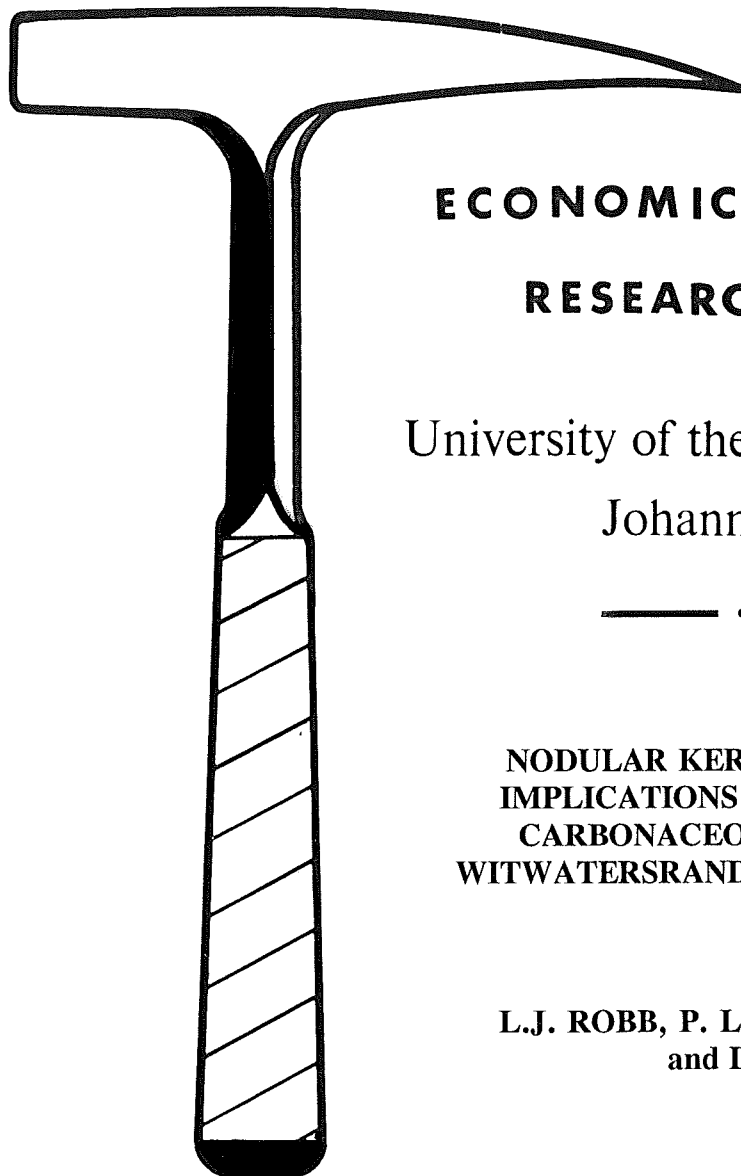 ECONOMIC
RESEARC
University of the
Johann
NODULAR KER
IMPLICATIONS
CARBONACEO
WITWATERSRAND
L.J. ROBB, P. L
and